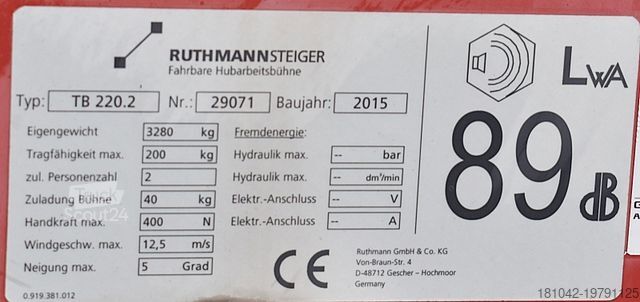 RUTHMANNSTEIGER
Fahrbare Hubarbeitsbühne
Typ: TB 220.2 Nr.: 29071 Baujahr: 2015
Eigengewicht 3280 kg
Tragfähigkeit max. 200 kg
zul. Personenzahl 2
Zuladung Bühne 40 kg
Handkraft max. 400 N
Windgeschw. max. 12,5 m/s
Neigung max. 5 Grad
Fremdenergie:
Hydraulik max. -- bar
Hydraulik max. -- dm³/min
Elektr.-Anschluss -- V
Elektr.-Anschluss -- A
CE
Ruthmann GmbH & Co. KG
Von-Braun-Str. 4
D-48712 Gescher - Hochmoor
Germany
0.919.381.012
LWA
89 dB
Truck
Scout24
181042-19791125